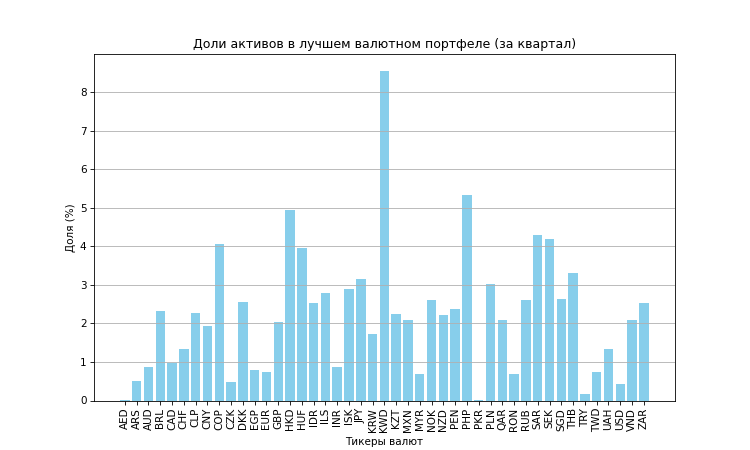 Доли активов в лучшем валютном портфеле (за квартал)
Доля (%)
8
7
6
5
4
3
2
1
0
AED ARS AUD BRL CAD CHF CLP CNY COP CZK DKK EGP EUR GBP HKD HUF IDR ILS INR ISK JPY KRW KWD KZT MXN MYR NOK NZD PEN PHP PKR PLN QAR RON RUB SAR SEK SGD THB TRY TWD UAH USD VND ZAR
Тикеры валют